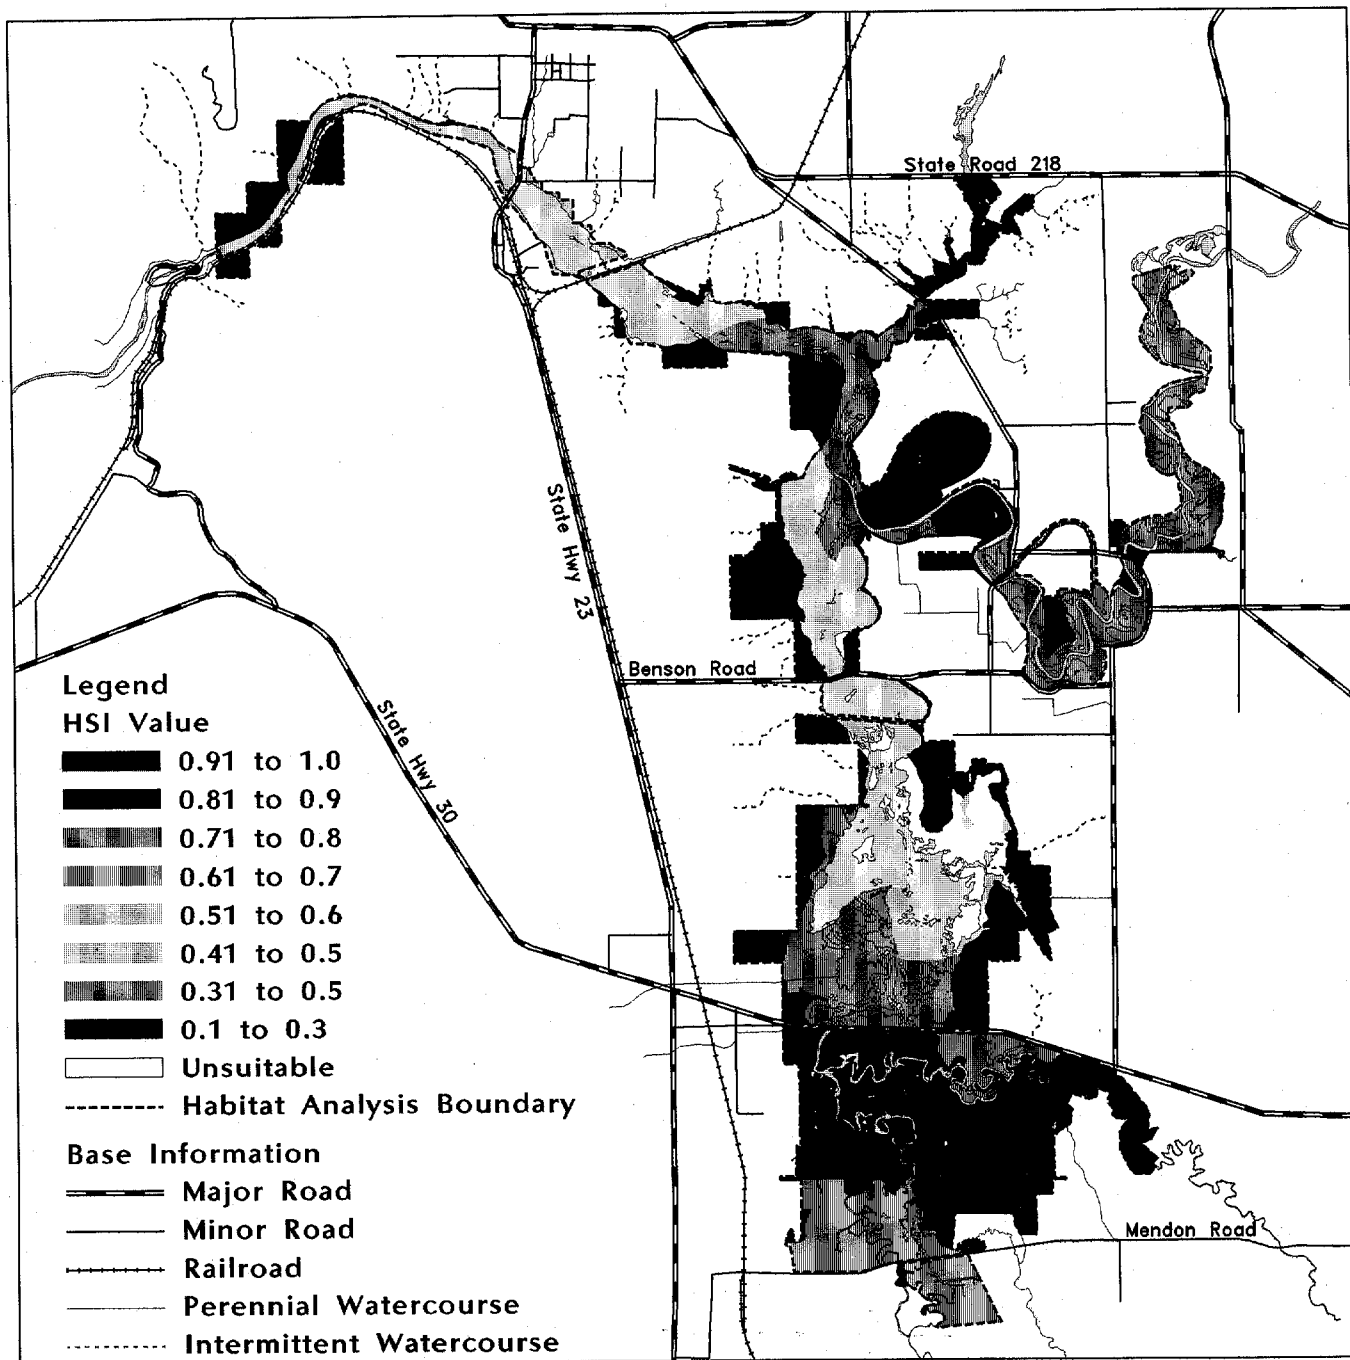 State Road 218
State Hwy 23
Benson Road
State Hwy 30
Mendon Road
Legend
HSI Value
0.91 to 1.0
0.81 to 0.9
0.71 to 0.8
0.61 to 0.7
0.51 to 0.6
0.41 to 0.5
0.31 to 0.5
0.1 to 0.3
Unsuitable
Habitat Analysis Boundary
Base Information
Major Road
Minor Road
Railroad
Perennial Watercourse
Intermittent Watercourse